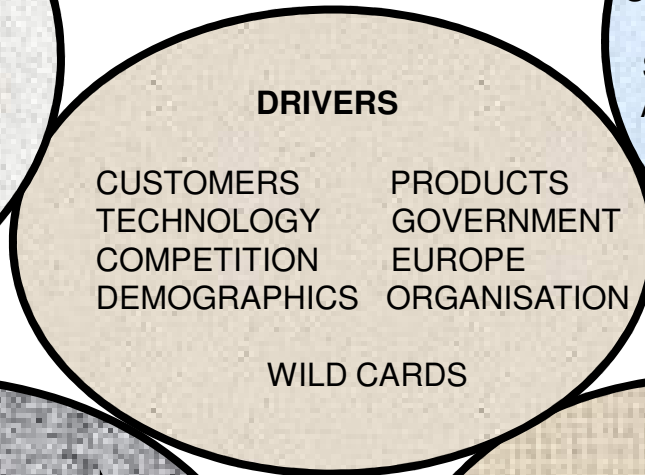 DRIVERS
CUSTOMERS PRODUCTS
TECHNOLOGY GOVERNMENT
COMPETITION EUROPE
DEMOGRAPHICS ORGANISATION
WILD CARDS